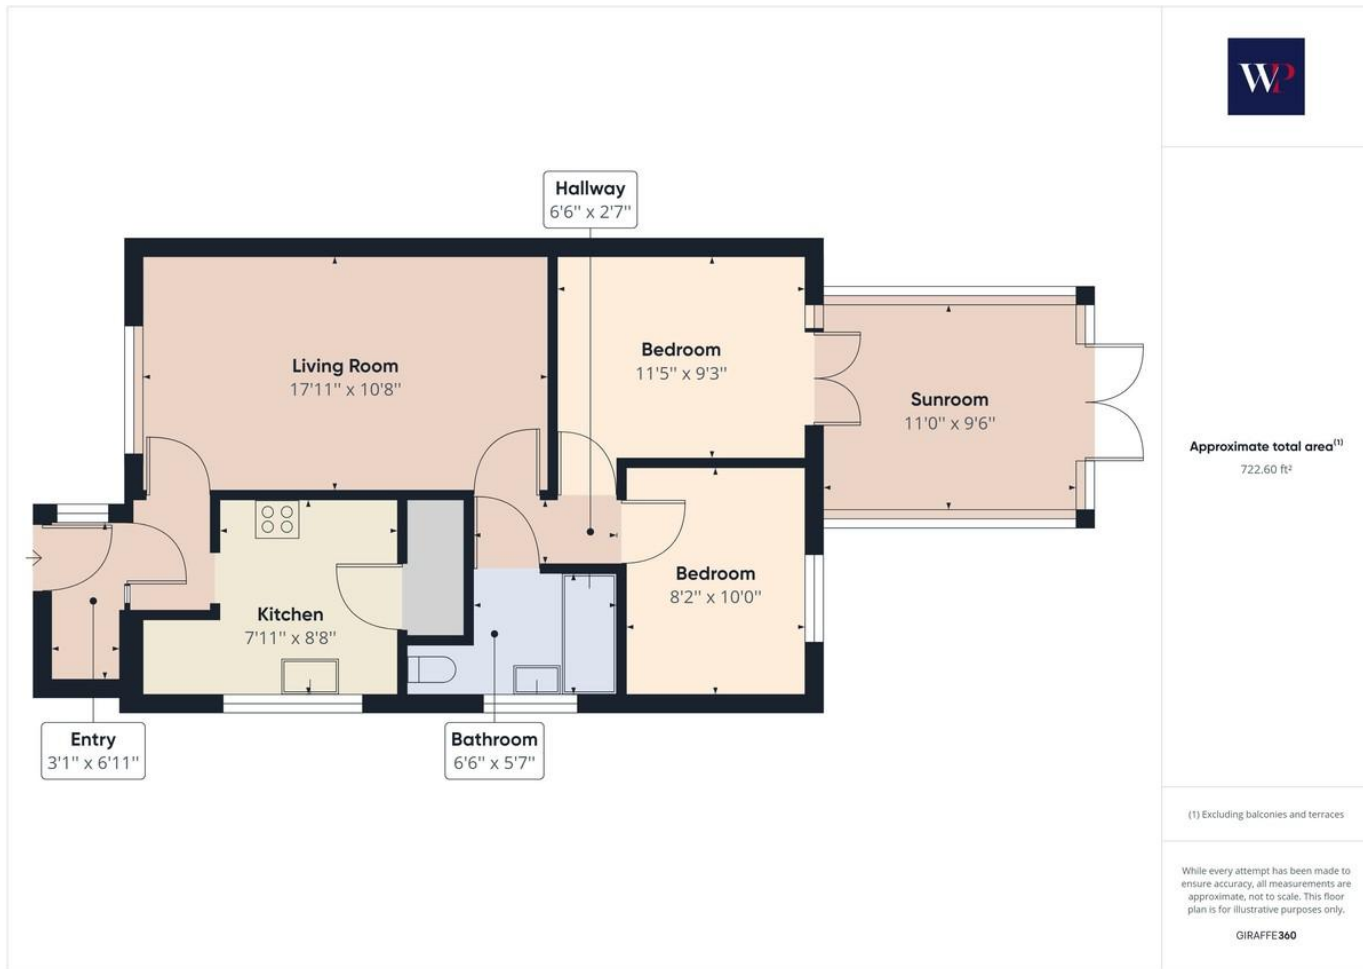 WP
Hallway
6'6'' x 2'7''
Living Room
17'11'' x 10'8''
Bedroom
11'5'' x 9'3''
Sunroom
11'0'' x 9'6''
Kitchen
7'11'' x 8'8''
Bedroom
8'2'' x 10'0''
Entry
3'1'' x 6'11''
Bathroom
6'6'' x 5'7''
Approximate total area(1)
722.60 ft²
(1) Excluding balconies and terraces
While every attempt has been made to
ensure accuracy, all measurements are
approximate, not to scale. This floor
plan is for illustrative purposes only.
GIRAFFE360